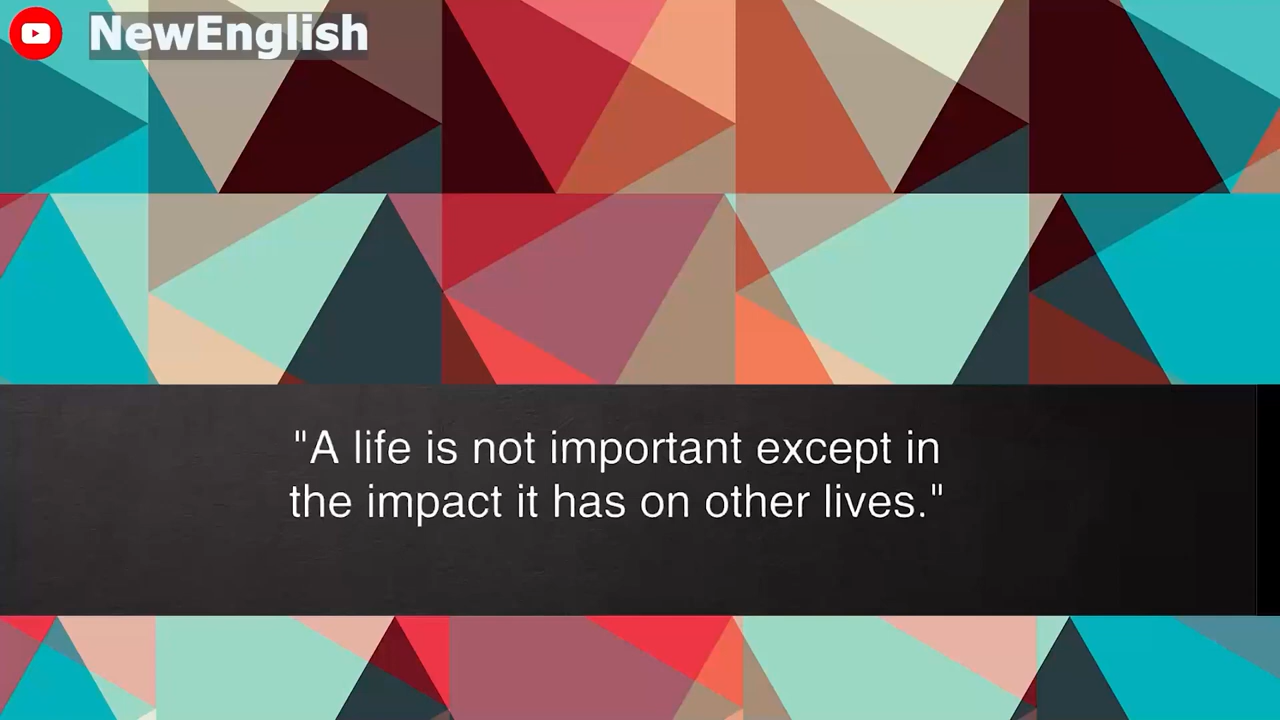 NewEnglish
"A life is not important except in
the impact it has on other lives."